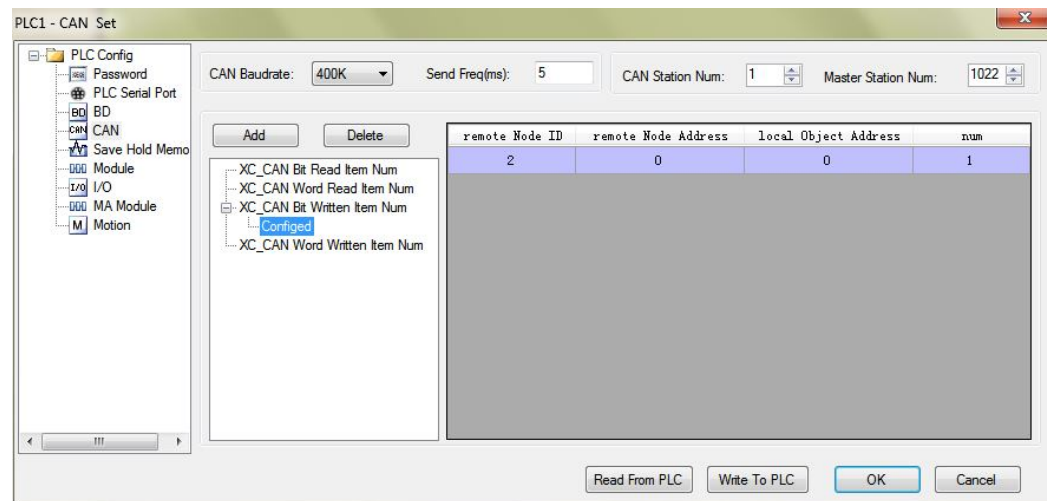 PLC1 - CAN Set
PLC Config
Password
PLC Serial Port
BD BD
CAN CAN
Save Hold Memo
Module
I/O I/O
MA Module
M Motion
CAN Baudrate: 400K Send Freq(ms): 5 CAN Station Num: 1 Master Station Num: 1022
Add Delete
XC_CAN Bit Read Item Num
XC_CAN Word Read Item Num
XC_CAN Bit Written Item Num
Configed
XC_CAN Word Written Item Num
remote Node ID remote Node Address local Object Address num
2 0 0 1
Read From PLC Write To PLC OK Cancel